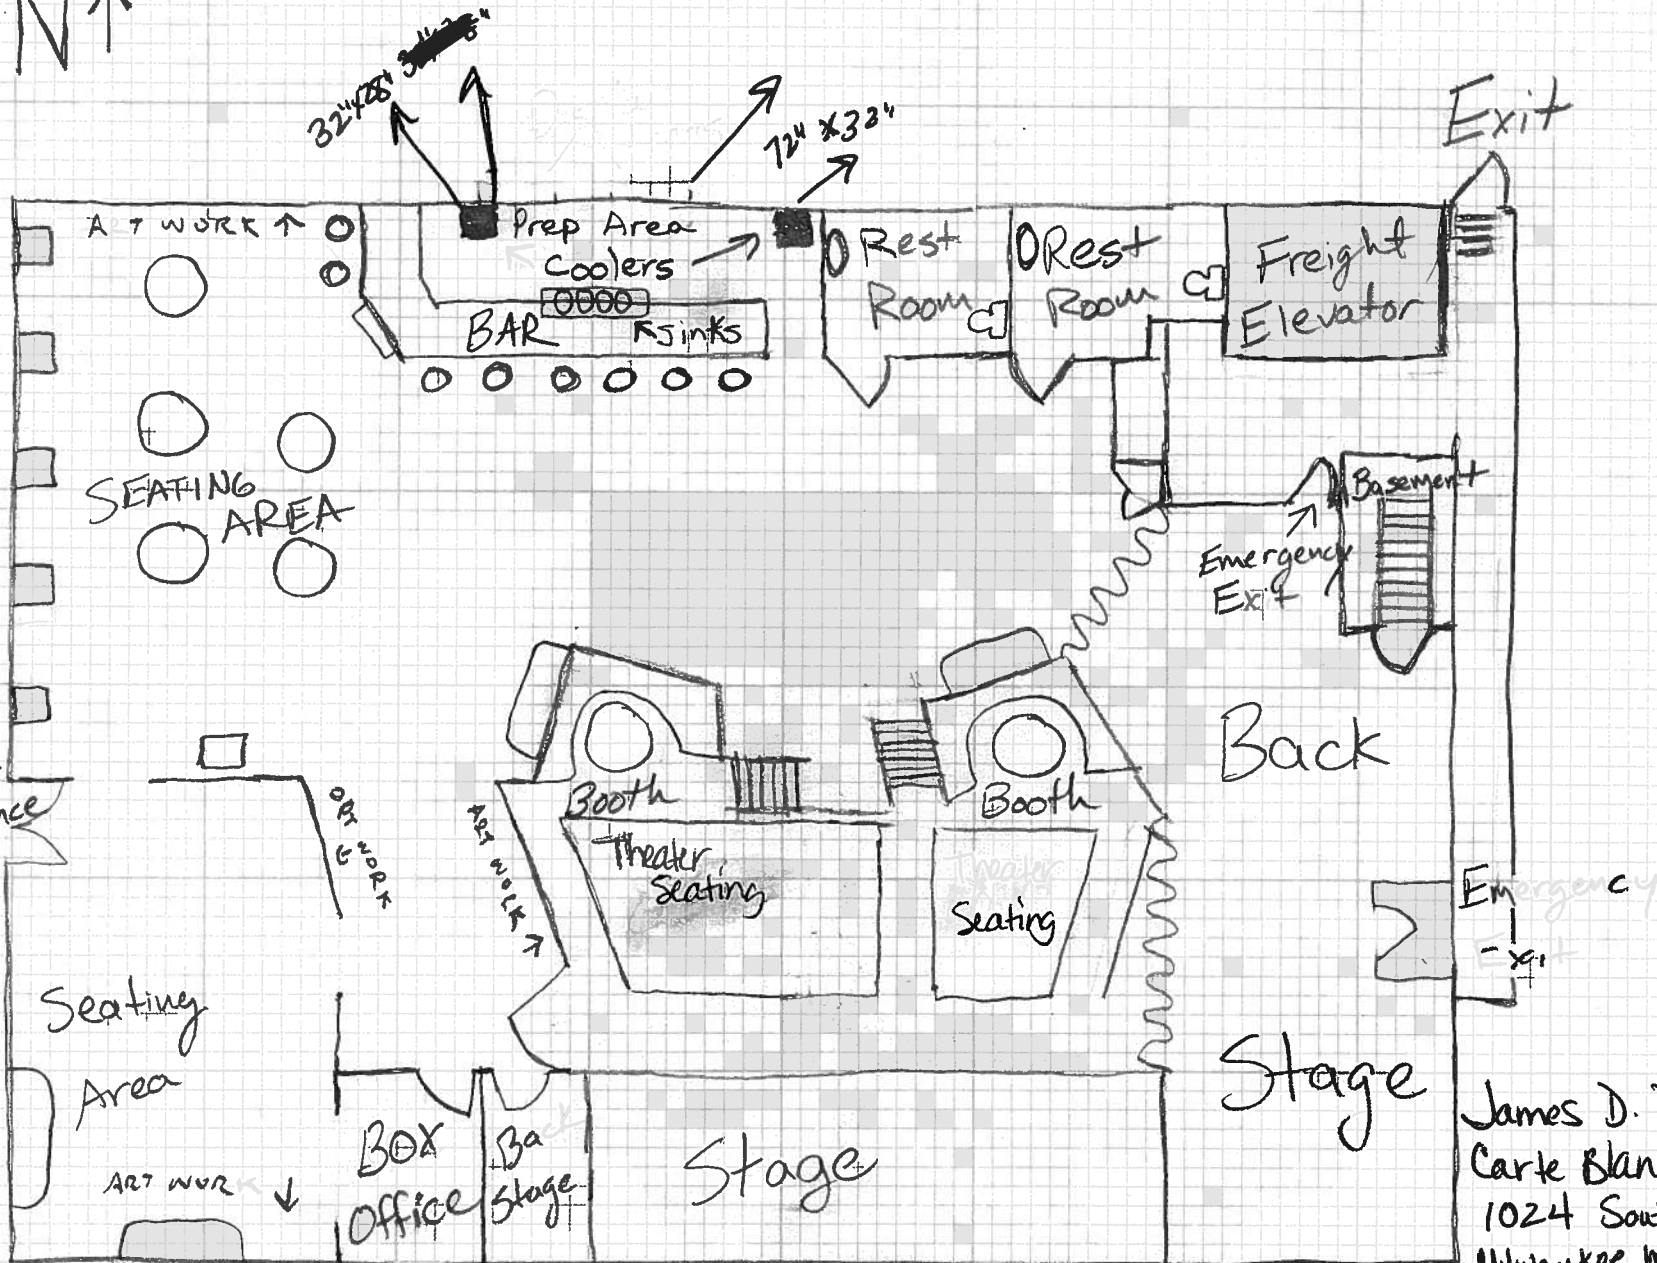 N
32"x28"
72" x 32"
Exit
ART WORK
Prep Area
Coolers
Rest
Room
Rest
Room
Freight
Elevator
BAR
sinks
SEATING
AREA
Basement
Emergency
Exit
Back
Booth
Booth
ART WORK
ART WORK
Theater
Seating
Theater
Seating
Emergency
Exit
Seating
Area
Stage
Box
Office
Back
Stage
Stage
ART WORK
James D.
Carte Blan
1024 Sou